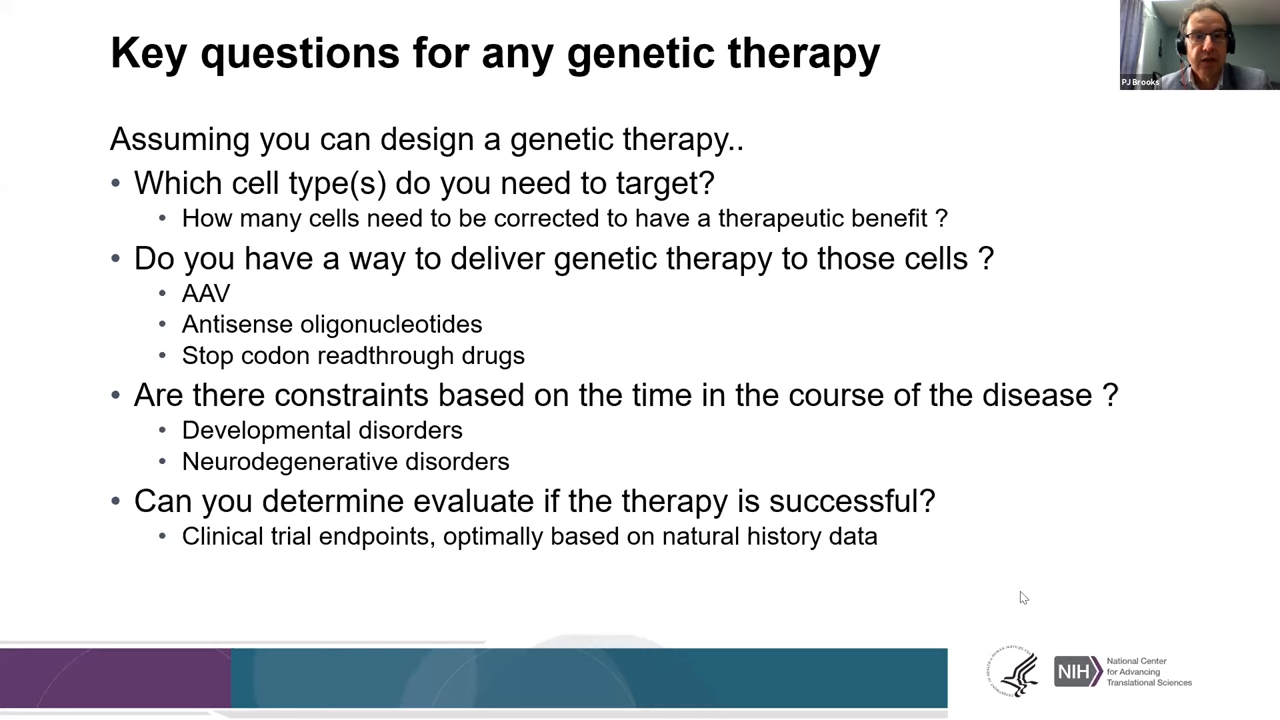 Key questions for any genetic therapy
PJ Brooks
Assuming you can design a genetic therapy..
• Which cell type(s) do you need to target?
• How many cells need to be corrected to have a therapeutic benefit ?
• Do you have a way to deliver genetic therapy to those cells ?
• AAV
• Antisense oligonucleotides
• Stop codon readthrough drugs
• Are there constraints based on the time in the course of the disease ?
• Developmental disorders
• Neurodegenerative disorders
• Can you determine evaluate if the therapy is successful?
• Clinical trial endpoints, optimally based on natural history data
NIH
National Center
for Advancing
Translational Sciences